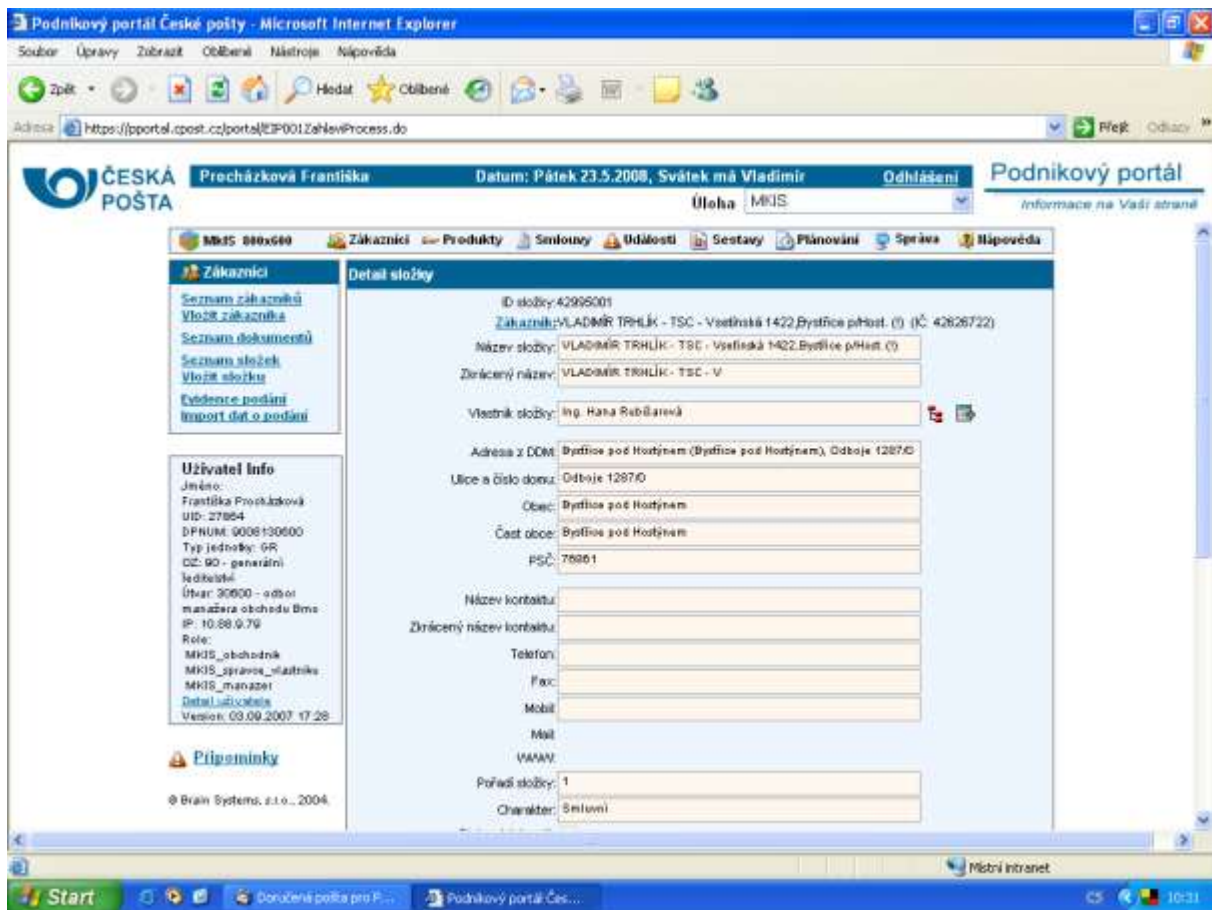 Podnikový portál České pošty - Microsoft Internet Explorer
Soubor Úpravy Zobrazit Oblíbené Nástroje Nápověda
Zpět Hledat Oblíbené
Adresa https://pportal.cpost.cz/portal/EIP001ZahlaviProcess.do Přejít Odkazy »
ČESKÁ POŠTA
Procházková Františka Datum: Pátek 23.5.2008, Svátek má Vladimír Odhlášení
Úloha MKIS
Podnikový portál
Informace na Vaší straně
MkIS 800x600 Zákazníci Produkty Smlouvy Události Sestavy Plánování Správa Nápověda
Zákazníci
Seznam zákazníků
Vložit zákazníka
Seznam dokumentů
Seznam složek
Vložit složku
Evidence podání
Import dat o podání
Uživatel Info
Jméno:
Františka Procházková
UID: 27864
DPNUM: 9008130600
Typ jednotky: GR
OZ: 90 - generální
ředitelství
Útvar: 30600 - odbor
manažera obchodu Brno
IP: 10.88.9.79
Role:
MKIS_obchodnik
MKIS_spravce_vlastniku
MKIS_manazer
Detail uživatele
Version: 03.09.2007 17:28
Připomínky
© Brain Systems, s.r.o., 2004.
Detail složky
ID složky: 42995001
Zákazník: VLADIMÍR TRHLÍK - TSC - Vsetínská 1422,Bystřice p/Host. (!) (IČ: 42626722)
Název složky: VLADIMÍR TRHLÍK - TSC - Vsetínská 1422,Bystřice p/Host. (!)
Zkrácený název: VLADIMÍR TRHLÍK - TSC - V
Vlastník složky: Ing. Hana
Adresa z DDM: Bystřice pod Hostýnem (Bystřice pod Hostýnem), Odboje 1287/0
Ulice a číslo domu: Odboje 1287/0
Obec: Bystřice pod Hostýnem
Část obce: Bystřice pod Hostýnem
PSČ: 76861
Název kontaktu:
Zkrácený název kontaktu:
Telefon:
Fax:
Mobil:
Mail:
WWW:
Pořadí složky: 1
Charakter: Smluvní
Místní intranet
Start Doručená pošta pro P... Podnikový portál Čes... CS 10:31